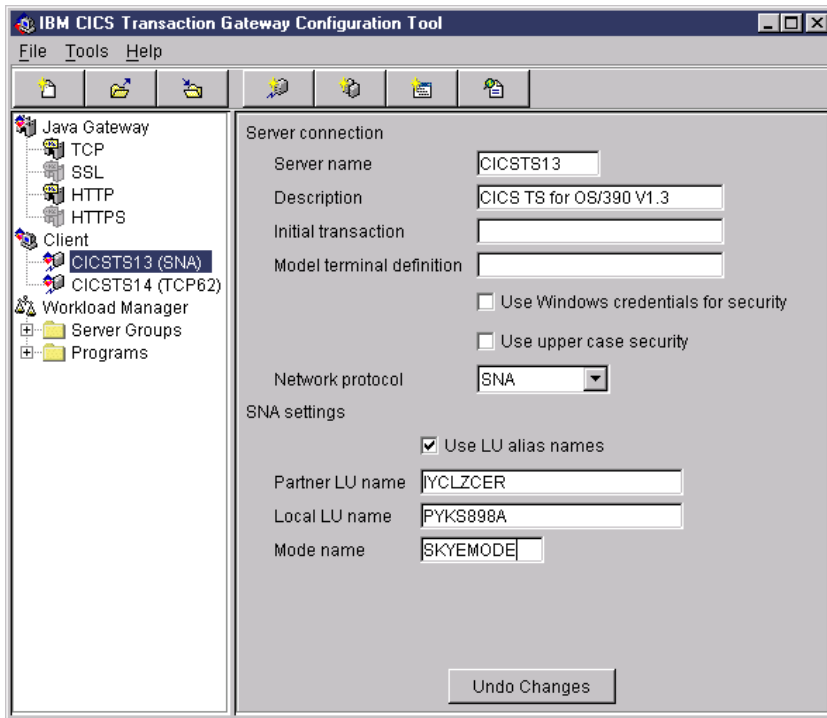 IBM CICS Transaction Gateway Configuration Tool
File Tools Help
Java Gateway
TCP
SSL
HTTP
HTTPS
Client
CICSTS13 (SNA)
CICSTS14 (TCP62)
Workload Manager
Server Groups
Programs
Server connection
Server name CICSTS13
Description CICS TS for OS/390 V1.3
Initial transaction
Model terminal definition
Use Windows credentials for security
Use upper case security
Network protocol SNA
SNA settings
Use LU alias names
Partner LU name IYCLZCER
Local LU name PYKS898A
Mode name SKYEMODE
Undo Changes